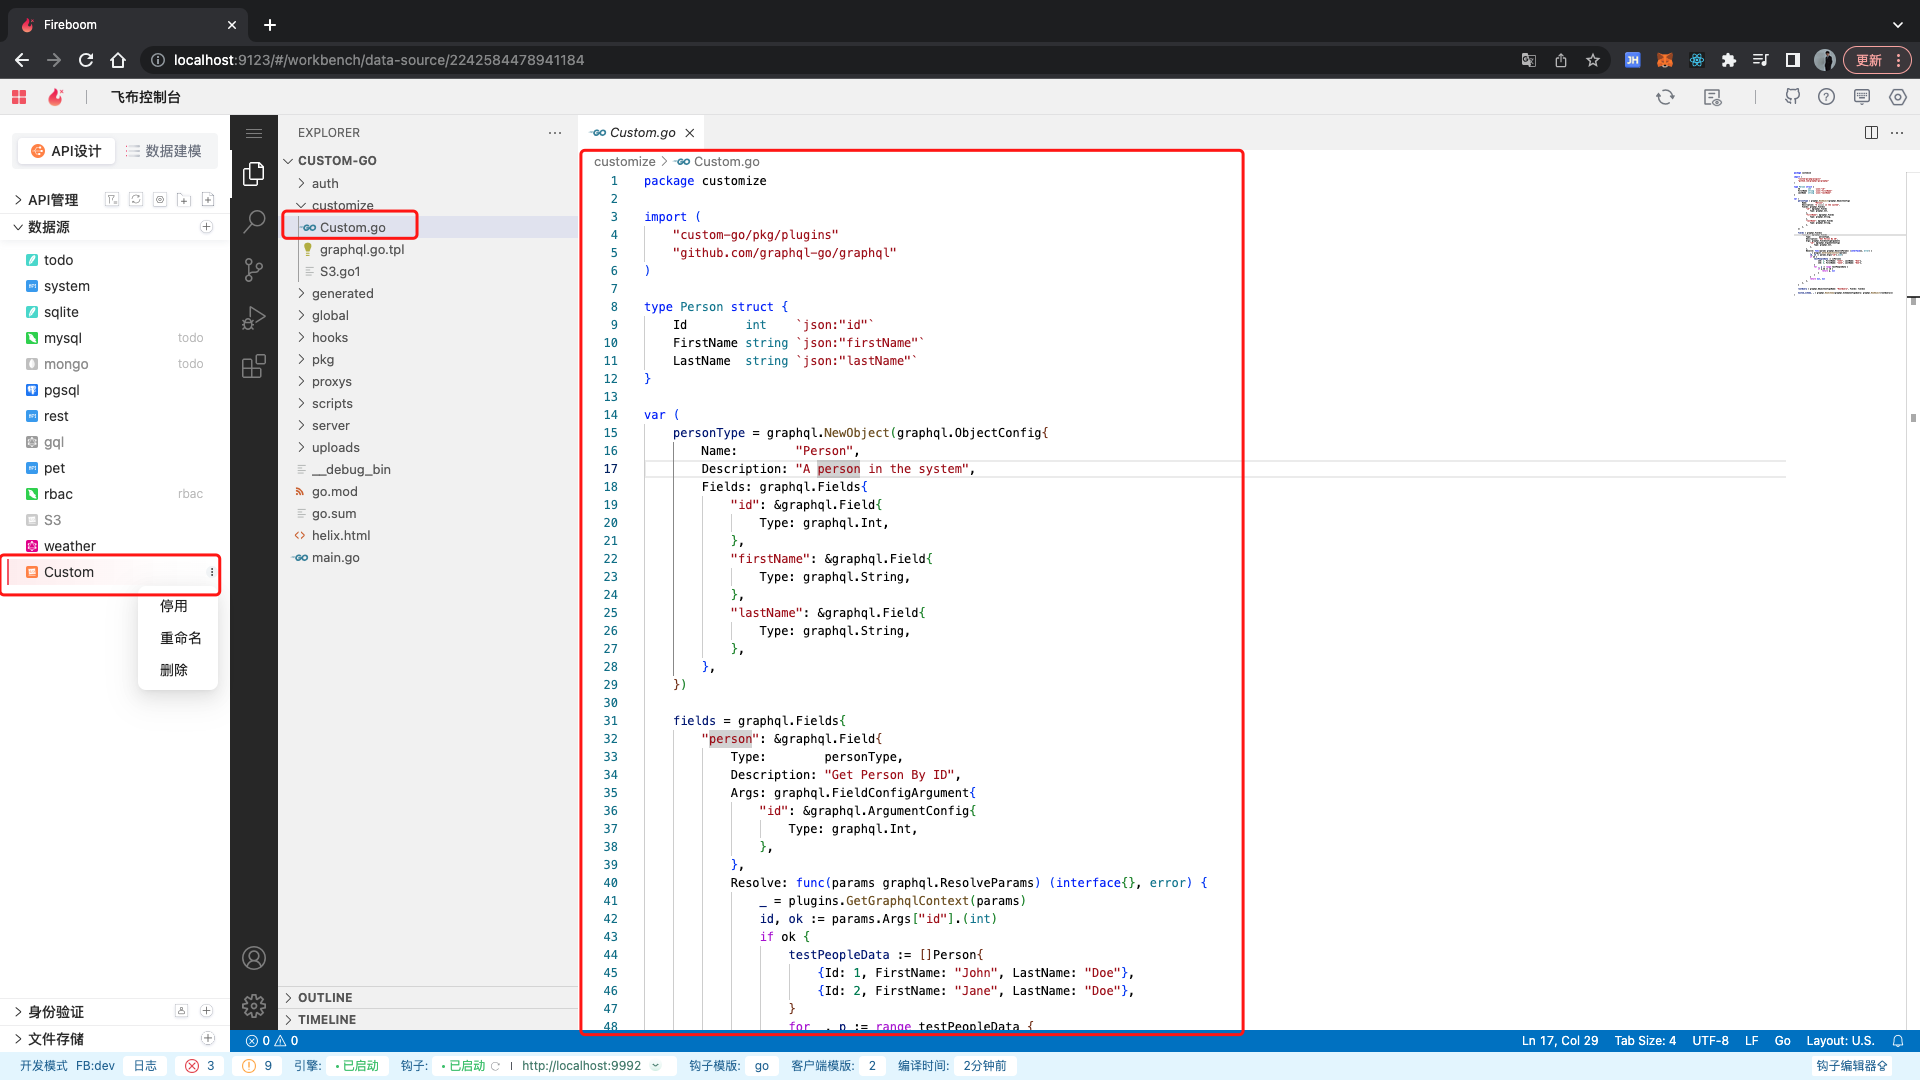 Fireboom
localhost:9123/#/workbench/data-source/2242584478941184
JH
更新
飞布控制台
API设计
数据建模
API管理
数据源
todo
system
sqlite
mysql todo
mongo todo
pgsql
rest
gql
pet
rbac rbac
S3
weather
Custom
停用
重命名
删除
身份验证
文件存储
EXPLORER
CUSTOM-GO
auth
customize
Custom.go
graphql.go.tpl
S3.go1
generated
global
hooks
pkg
proxys
scripts
server
uploads
__debug_bin
go.mod
go.sum
helix.html
main.go
OUTLINE
TIMELINE
Custom.go
customize > Custom.go
1 package customize
2
3 import (
4 "custom-go/pkg/plugins"
5 "github.com/graphql-go/graphql"
6 )
7
8 type Person struct {
9 Id int `json:"id"`
10 FirstName string `json:"firstName"`
11 LastName string `json:"lastName"`
12 }
13
14 var (
15 personType = graphql.NewObject(graphql.ObjectConfig{
16 Name: "Person",
17 Description: "A person in the system",
18 Fields: graphql.Fields{
19 "id": &graphql.Field{
20 Type: graphql.Int,
21 },
22 "firstName": &graphql.Field{
23 Type: graphql.String,
24 },
25 "lastName": &graphql.Field{
26 Type: graphql.String,
27 },
28 },
29 })
30
31 fields = graphql.Fields{
32 "person": &graphql.Field{
33 Type: personType,
34 Description: "Get Person By ID",
35 Args: graphql.FieldConfigArgument{
36 "id": &graphql.ArgumentConfig{
37 Type: graphql.Int,
38 },
39 },
40 Resolve: func(params graphql.ResolveParams) (interface{}, error) {
41 _ = plugins.GetGraphqlContext(params)
42 id, ok := params.Args["id"].(int)
43 if ok {
44 testPeopleData := []Person{
45 {Id: 1, FirstName: "John", LastName: "Doe"},
46 {Id: 2, FirstName: "Jane", LastName: "Doe"},
47 }
48 for _, p := range testPeopleData {
0 0
Ln 17, Col 29 Tab Size: 4 UTF-8 LF Go Layout: U.S.
开发模式 FB:dev 日志 3 9 引擎: 已启动 钩子: 已启动 http://localhost:9992 钩子模版: go 客户端模版: 2 编译时间: 2分钟前 钩子编辑器